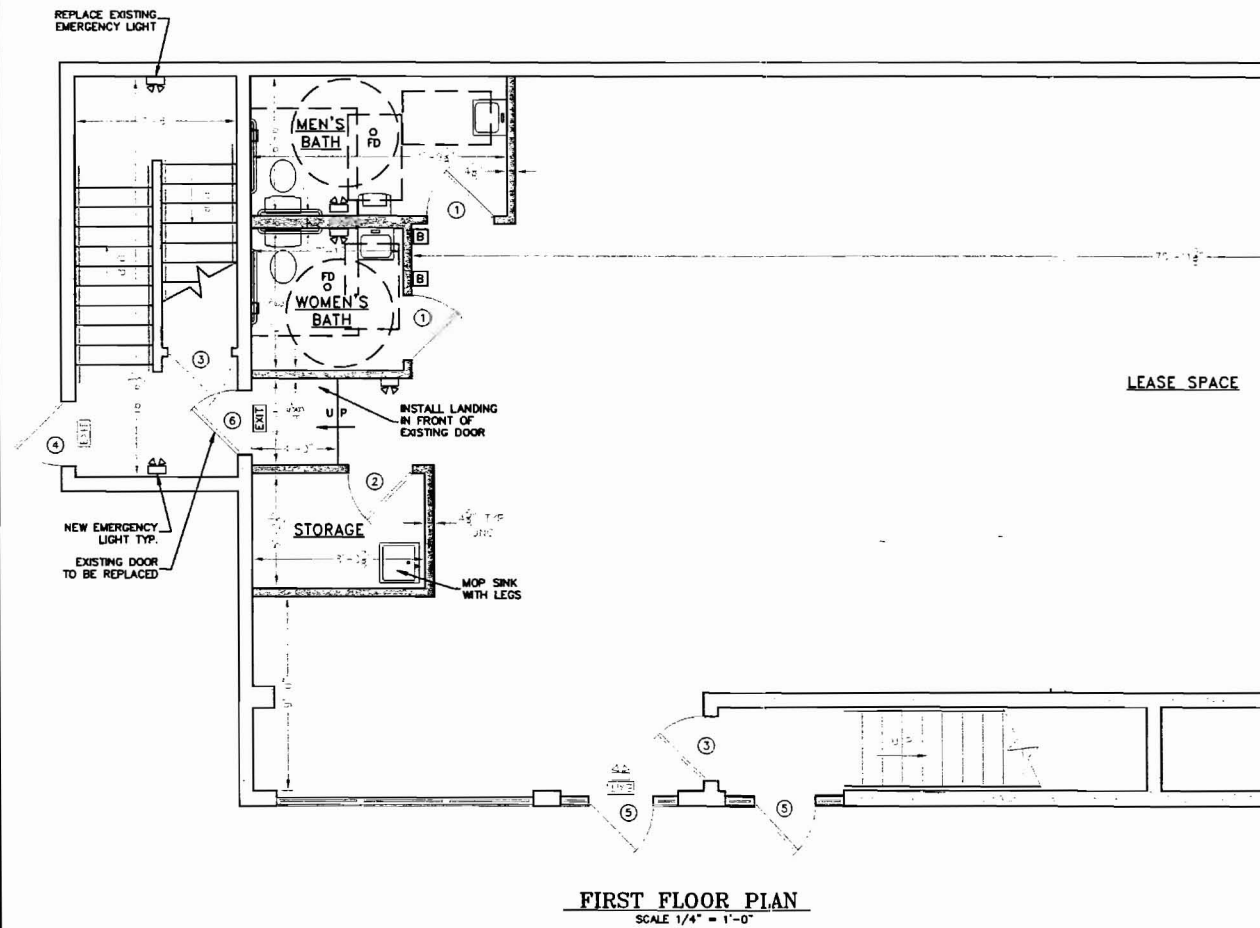 REPLACE EXISTING
EMERGENCY LIGHT
MEN'S
BATH
FD
1
B
B
FD
WOMEN'S
BATH
1
3
LEASE SPACE
INSTALL LANDING
IN FRONT OF
EXISTING DOOR
UP
6
EXIT
4
EXIT
2
NEW EMERGENCY
LIGHT TYP.
EXISTING DOOR
TO BE REPLACED
STORAGE
MOP SINK
WITH LEGS
3
UP
5
5
FIRST FLOOR PLAN
SCALE 1/4" = 1'-0"